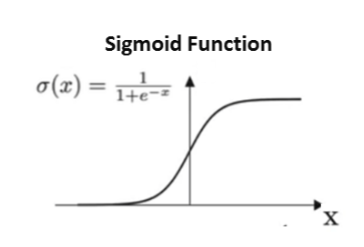 Sigmoid Function
σ(x) = 1/(1+e^{-x})
X